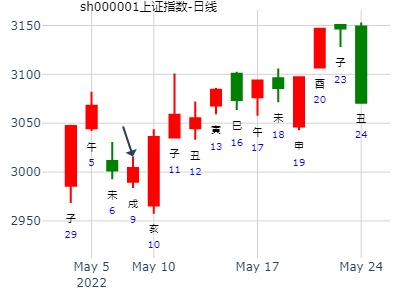 sh000001上证指数-日线
3150
3100
3050
3000
2950
子
29
午
5
未
6
戌
9
亥
10
子
11
丑
12
寅
13
巳
16
午
17
未
18
申
19
酉
20
子
23
丑
24
May 5
2022
May 10
May 17
May 24